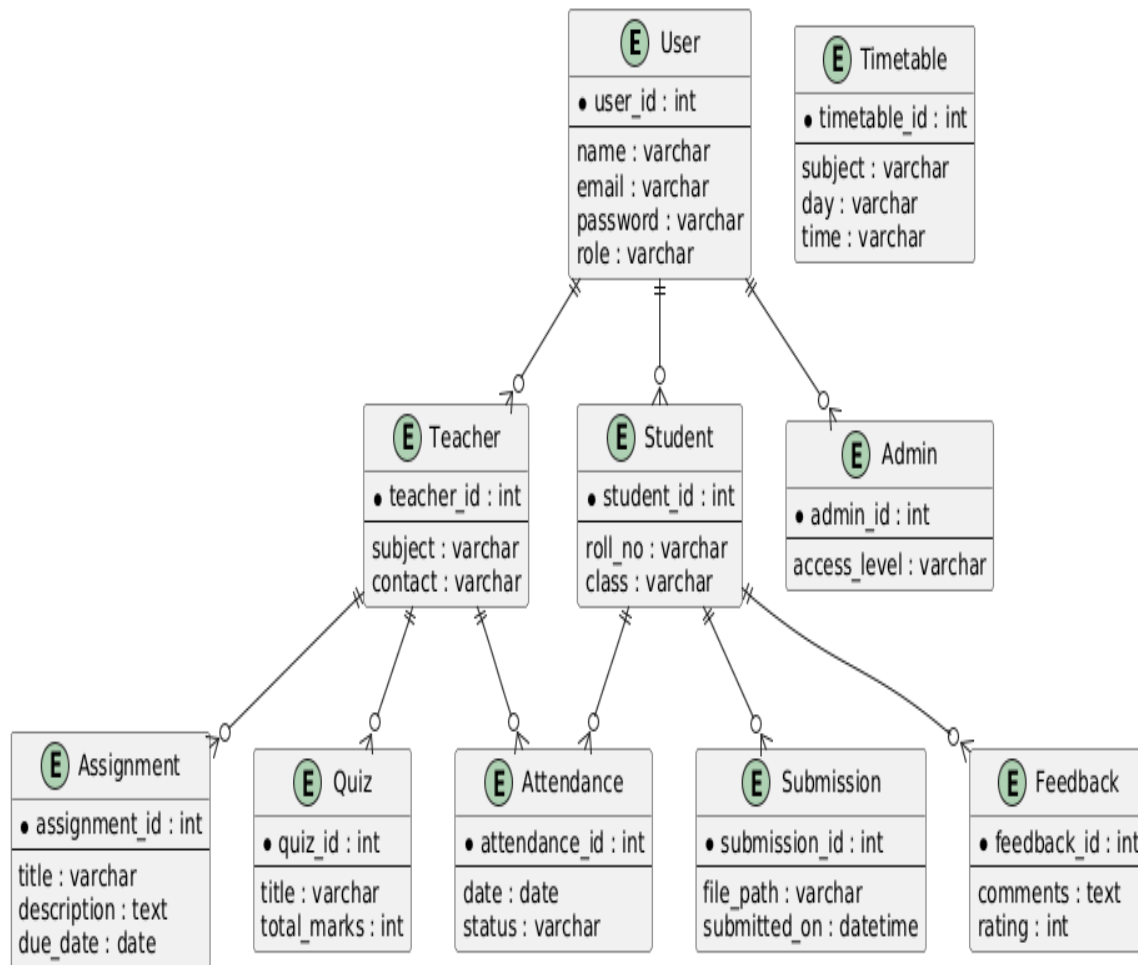 E User
user_id : int
name : varchar
email : varchar
password : varchar
role : varchar
E Timetable
timetable_id : int
subject : varchar
day : varchar
time : varchar
E Teacher
teacher_id : int
subject : varchar
contact : varchar
E Student
student_id : int
roll_no : varchar
class : varchar
E Admin
admin_id : int
access_level : varchar
E Assignment
assignment_id : int
title : varchar
description : text
due_date : date
E Quiz
quiz_id : int
title : varchar
total_marks : int
E Attendance
attendance_id : int
date : date
status : varchar
E Submission
submission_id : int
file_path : varchar
submitted_on : datetime
E Feedback
feedback_id : int
comments : text
rating : int